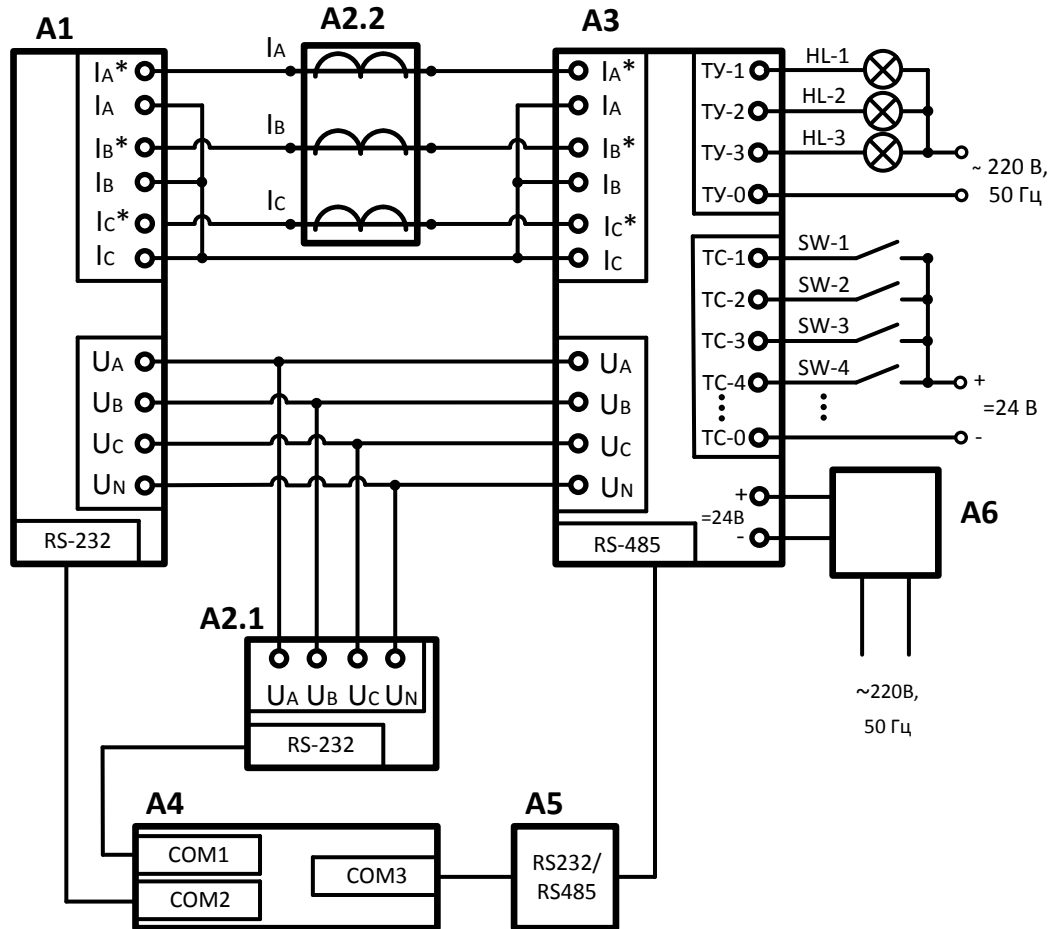 A1
A2.2
A3
IA*
IA
IB*
IB
IC*
IC
IA
IB
IC
IA*
IA
IB*
IB
IC*
IC
ТУ-1
ТУ-2
ТУ-3
ТУ-0
HL-1
HL-2
HL-3
~ 220 В,
50 Гц
ТС-1
ТС-2
ТС-3
ТС-4
ТС-0
SW-1
SW-2
SW-3
SW-4
+
=24 В
-
UA
UB
UC
UN
RS-232
UA
UB
UC
UN
RS-485
+
=24В
-
A6
~220В,
50 Гц
A2.1
UA UB UC UN
RS-232
A4
COM1
COM2
COM3
A5
RS232/
RS485